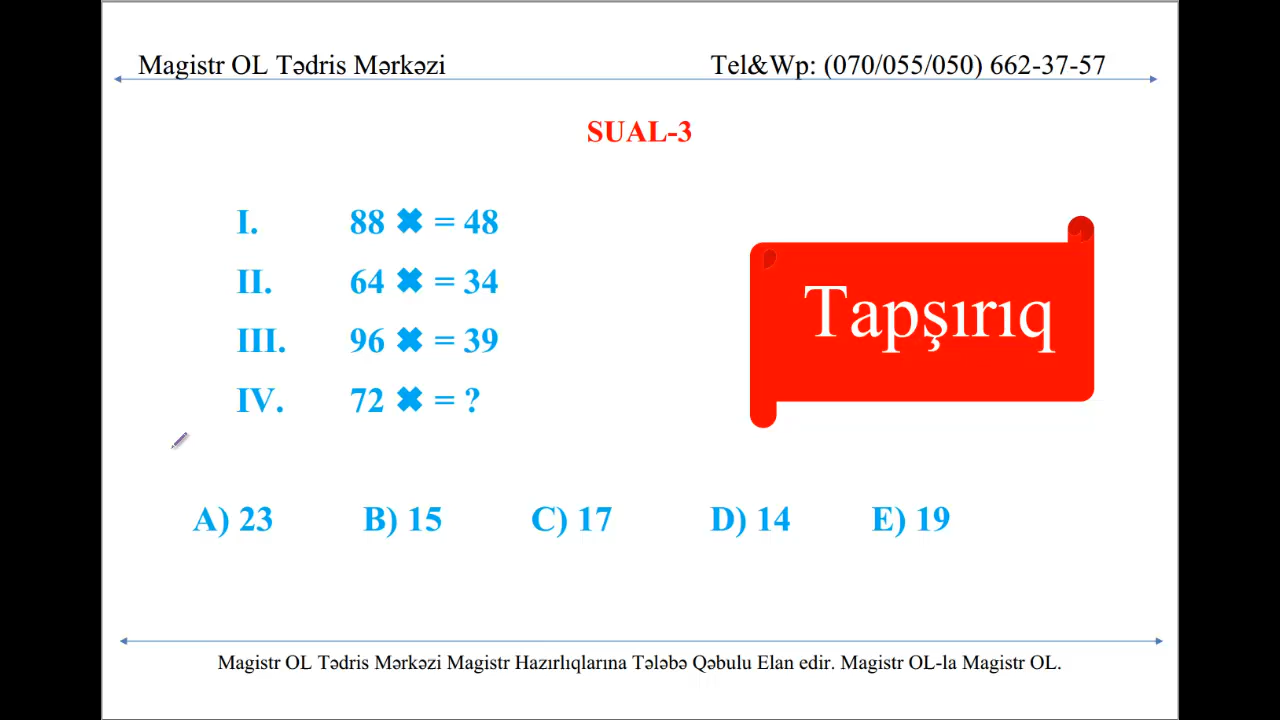 Magistr OL Tədris Mərkəzi Tel&Wp: (070/055/050) 662-37-57
SUAL-3
I. 88 ✖ = 48
II. 64 ✖ = 34
III. 96 ✖ = 39
IV. 72 ✖ = ?
Tapşırıq
A) 23 B) 15 C) 17 D) 14 E) 19
Magistr OL Tədris Mərkəzi Magistr Hazırlıqlarına Tələbə Qəbulu Elan edir. Magistr OL-la Magistr OL.